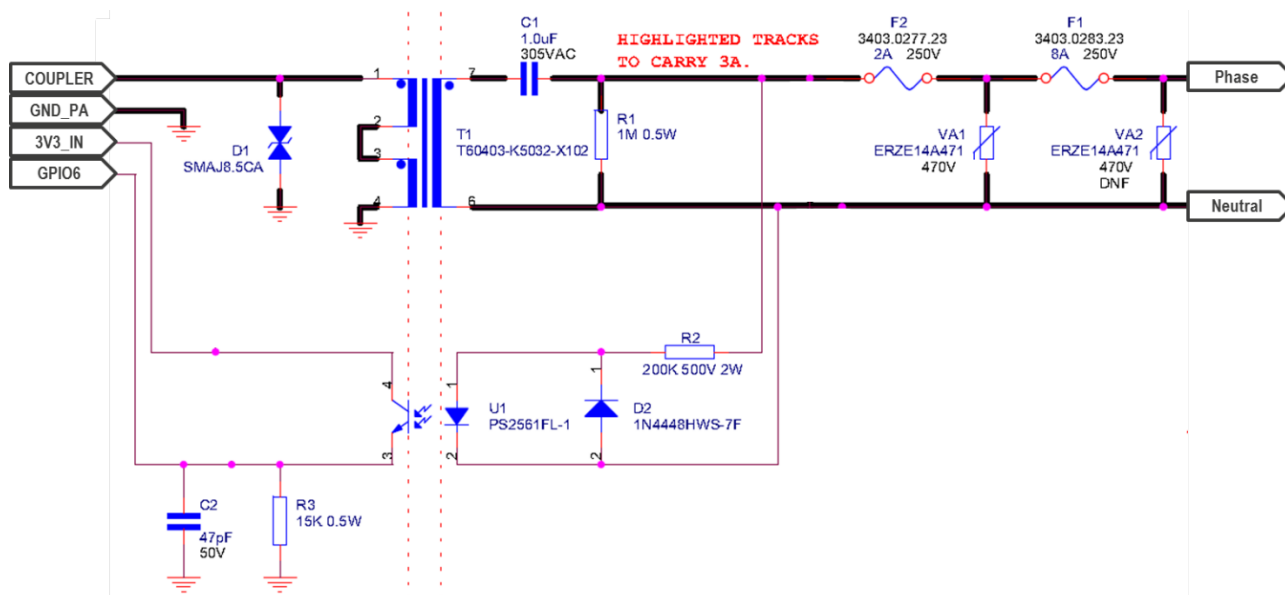 COUPLER
GND_PA
3V3_IN
GPIO6
D1
SMAJ8.5CA
1
2
3
4
7
6
T1
T60403-K5032-X102
C1
1.0uF
305VAC
HIGHLIGHTED TRACKS
TO CARRY 3A.
R1
1M 0.5W
F2
3403.0277.23
2A 250V
F1
3403.0283.23
8A 250V
VA1
ERZE14A471
470V
VA2
ERZE14A471
470V
DNF
Phase
Neutral
R2
200K 500V 2W
4
3
1
2
U1
PS2561FL-1
1
2
D2
1N4448HWS-7F
C2
47pF
50V
R3
15K 0.5W